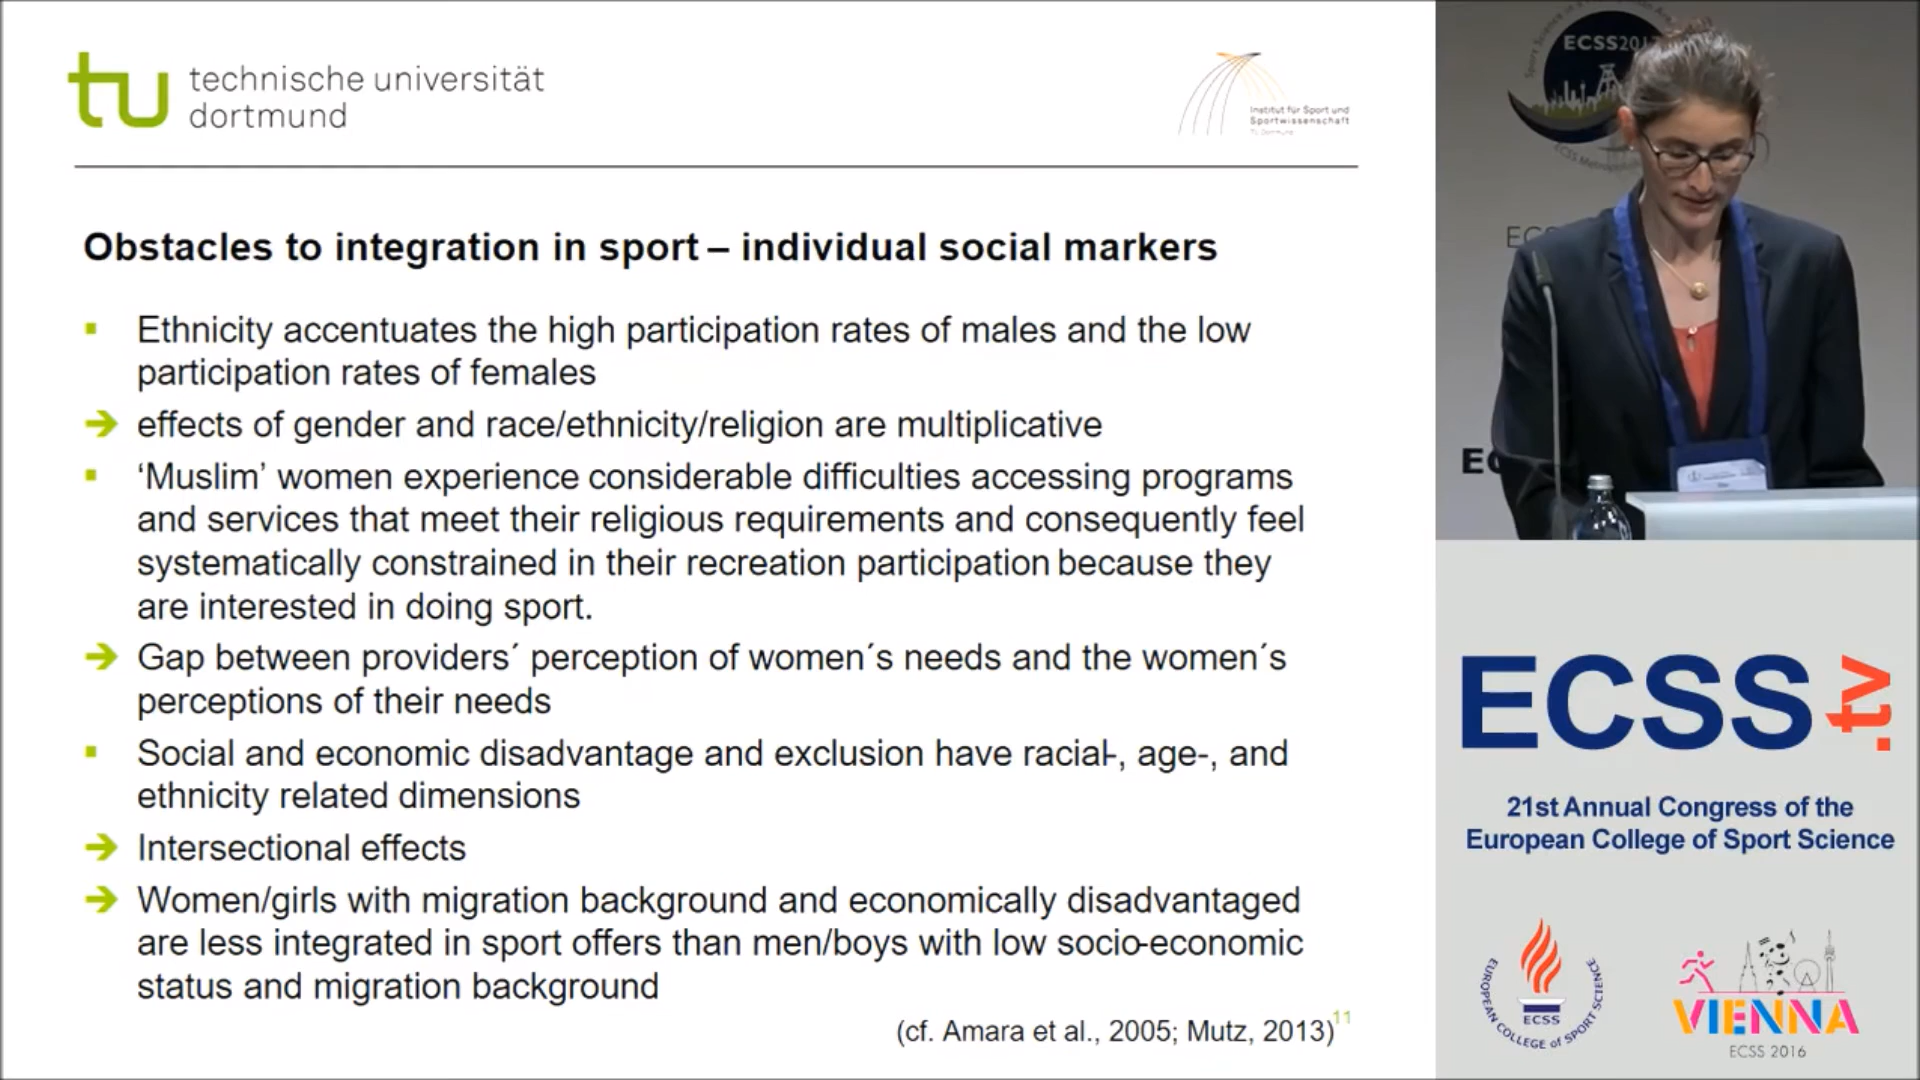 technische universität
dortmund
Institut für Sport und
Sportwissenschaft
TU Dortmund
Obstacles to integration in sport – individual social markers
Ethnicity accentuates the high participation rates of males and the low
participation rates of females
effects of gender and race/ethnicity/religion are multiplicative
‘Muslim’ women experience considerable difficulties accessing programs
and services that meet their religious requirements and consequently feel
systematically constrained in their recreation participation because they
are interested in doing sport.
Gap between providers´ perception of women´s needs and the women´s
perceptions of their needs
Social and economic disadvantage and exclusion have racial-, age-, and
ethnicity related dimensions
Intersectional effects
Women/girls with migration background and economically disadvantaged
are less integrated in sport offers than men/boys with low socio-economic
status and migration background
(cf. Amara et al., 2005; Mutz, 2013)
11
ECSS201
ECSS.tv
21st Annual Congress of the
European College of Sport Science
EUROPEAN COLLEGE of SPORT SCIENCE
ECSS
VIENNA
ECSS 2016